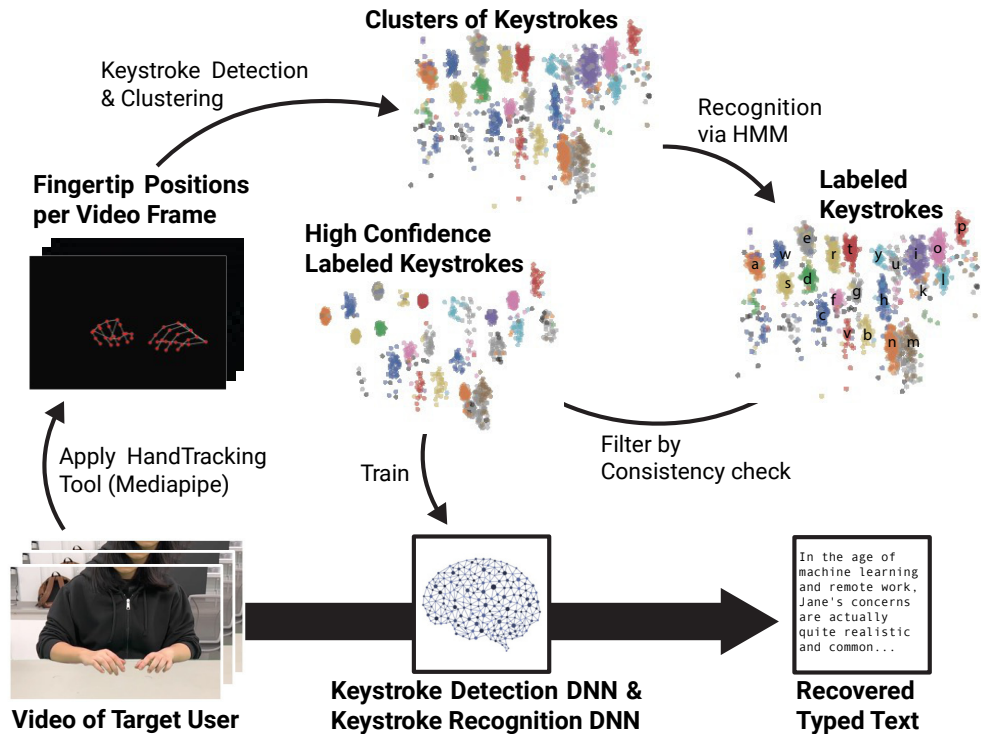 Clusters of Keystrokes
Keystroke Detection
& Clustering
Recognition
via HMM
Fingertip Positions
per Video Frame
Labeled
Keystrokes
High Confidence
Labeled Keystrokes
p
e
w
r
t
y
u
i
o
a
s
d
f
g
h
k
l
c
v
b
n
m
Apply HandTracking
Tool (Mediapipe)
Train
Filter by
Consistency check
In the age of
machine learning
and remote work,
Jane's concerns
are actually
quite realistic
and common...
Video of Target User
Keystroke Detection DNN &
Keystroke Recognition DNN
Recovered
Typed Text